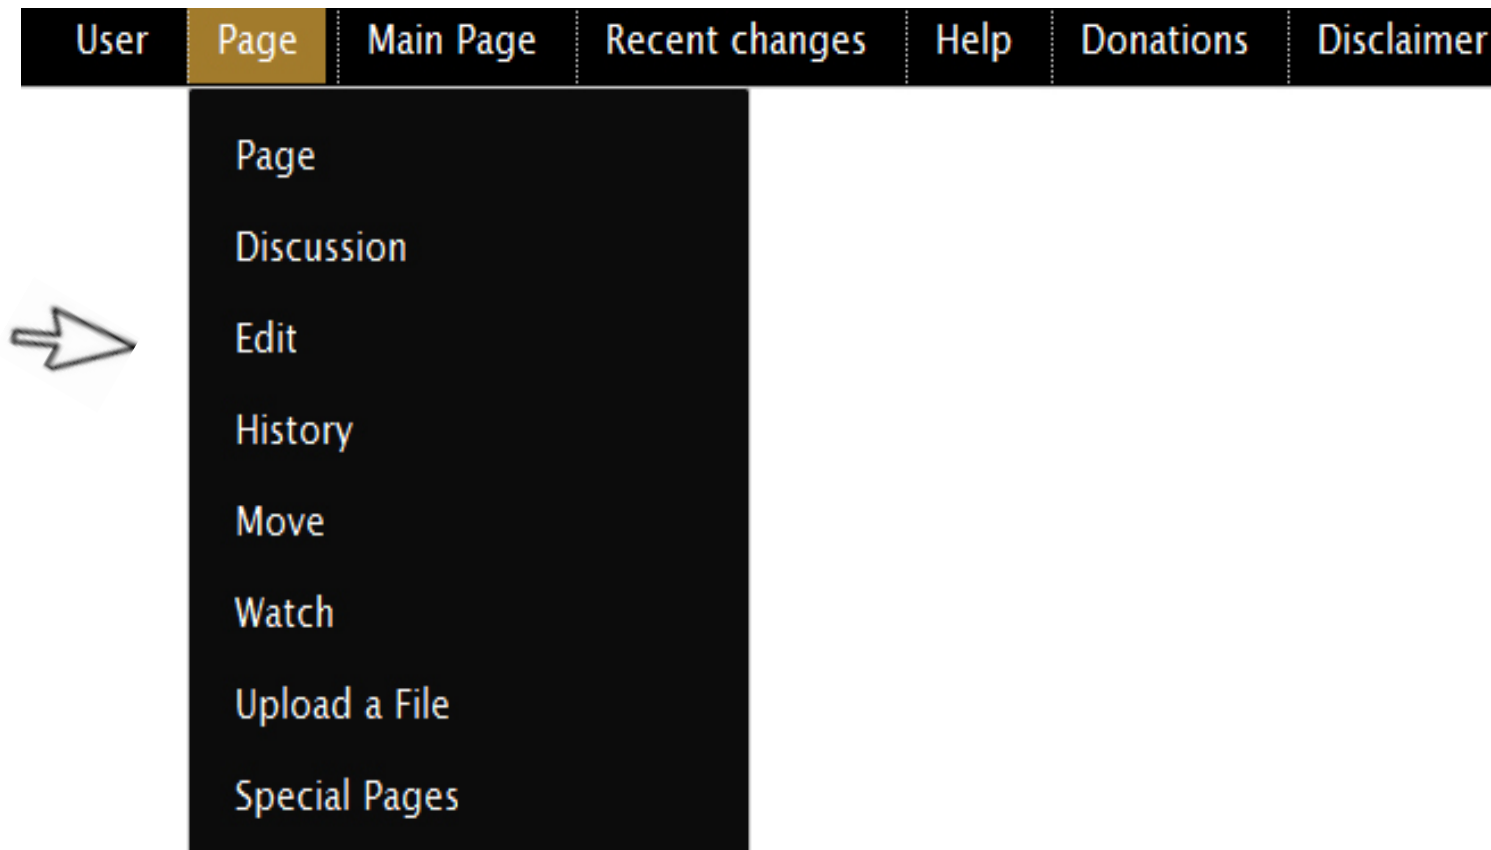 User Page Main Page Recent changes Help Donations Disclaimer
Page
Discussion
Edit
History
Move
Watch
Upload a File
Special Pages